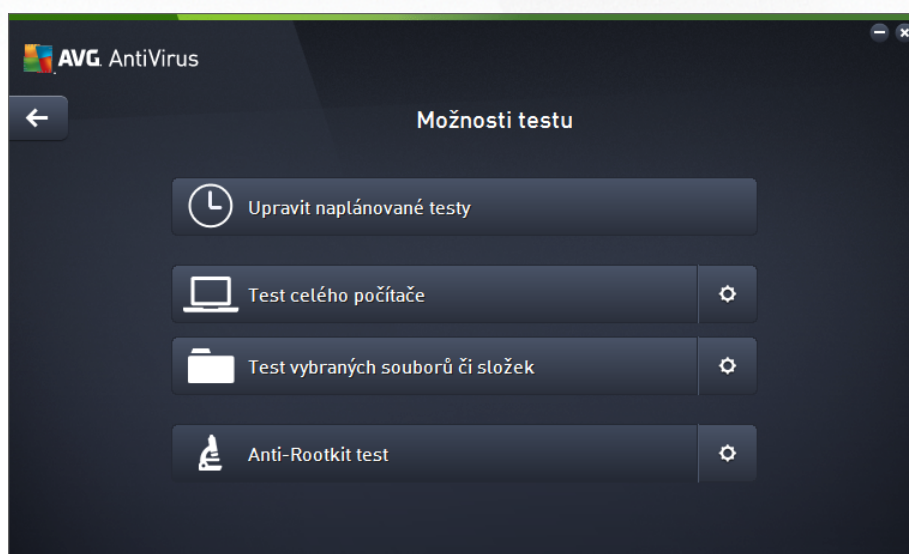 AVG. AntiVirus
Možnosti testu
Upravit naplánované testy
Test celého počítače
Test vybraných souborů či složek
Anti-Rootkit test